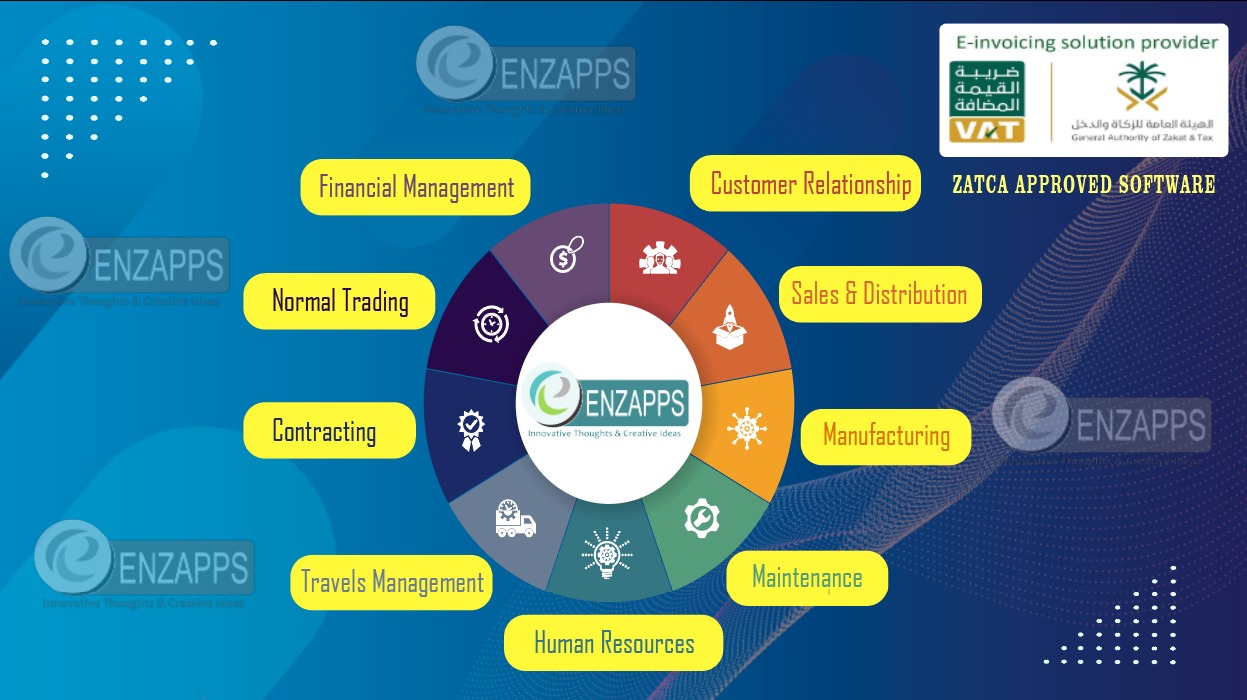 ENZAPPS
Innovative Thoughts & Creative Ideas
E-invoicing solution provider
ضريبة
القيمة
المضافة
VAT
الهيئة العامة للزكاة والدخل
General Authority of Zakat & Tax
ZATCA APPROVED SOFTWARE
Financial Management
Customer Relationship
ENZAPPS
Innovative Thoughts & Creative Ideas
Normal Trading
Sales & Distribution
$
ENZAPPS
Innovative Thoughts & Creative Ideas
Contracting
Manufacturing
ENZAPPS
Innovative Thoughts & Creative Ideas
ENZAPPS
Innovative Thoughts & Creative Ideas
Travels Management
Maintenance
Human Resources